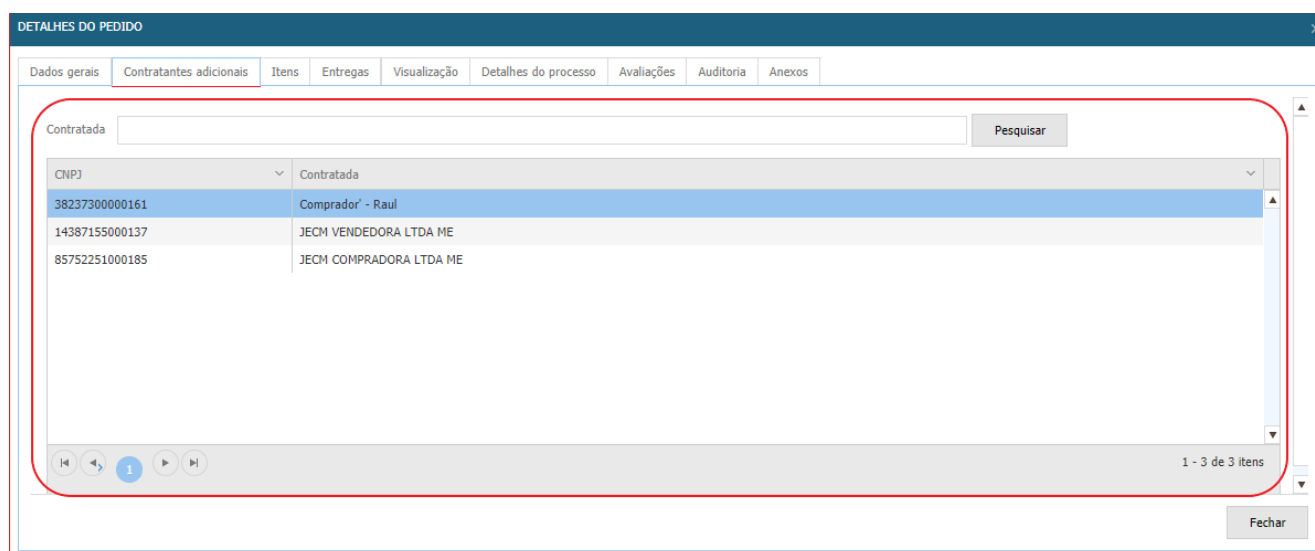 DETALHES DO PEDIDO
Dados gerais Contratantes adicionais Itens Entregas Visualização Detalhes do processo Avaliações Auditoria Anexos
Contratada Pesquisar
CNPJ Contratada
38237300000161 Comprador' - Raul
14387155000137 JECM VENDEDORA LTDA ME
85752251000185 JECM COMPRADORA LTDA ME
1 1 - 3 de 3 itens
Fechar